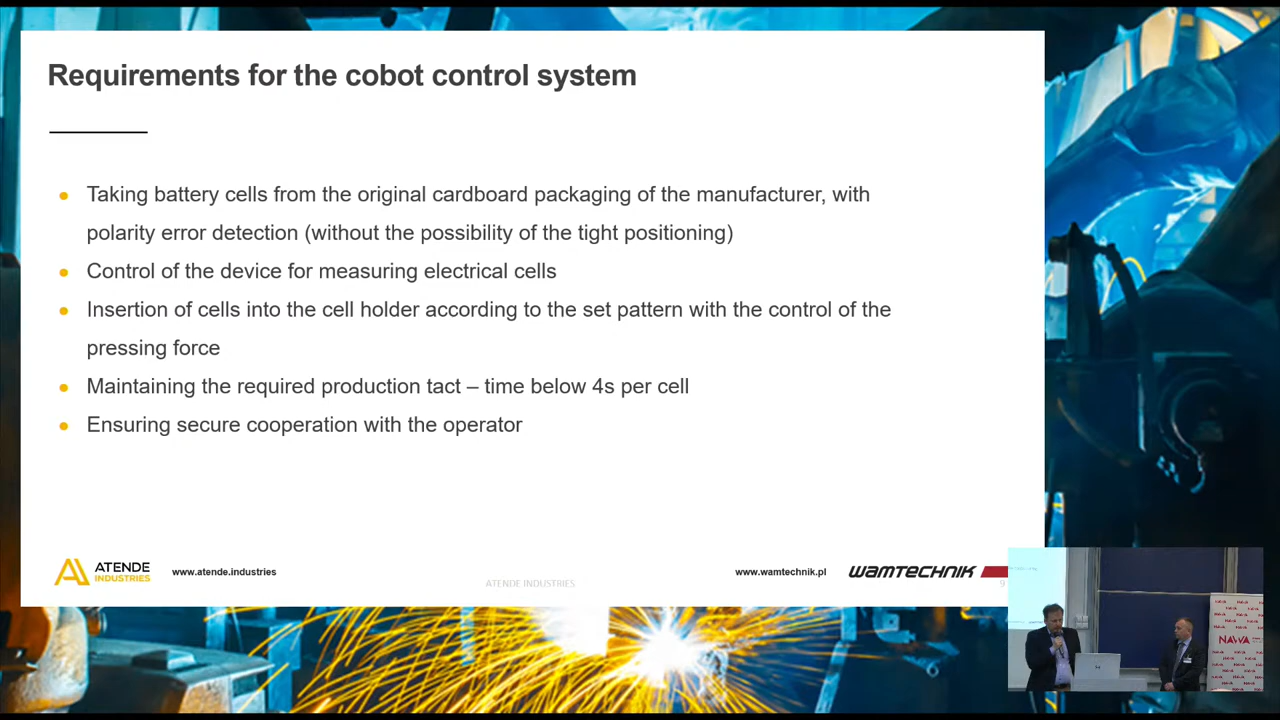 Requirements for the cobot control system
Taking battery cells from the original cardboard packaging of the manufacturer, with
polarity error detection (without the possibility of the tight positioning)
Control of the device for measuring electrical cells
Insertion of cells into the cell holder according to the set pattern with the control of the
pressing force
Maintaining the required production tact – time below 4s per cell
Ensuring secure cooperation with the operator
ATENDE
INDUSTRIES
www.atende.industries
ATENDE INDUSTRIES
www.wamtechnik.pl
WAMTECHNIK
9
NAWA